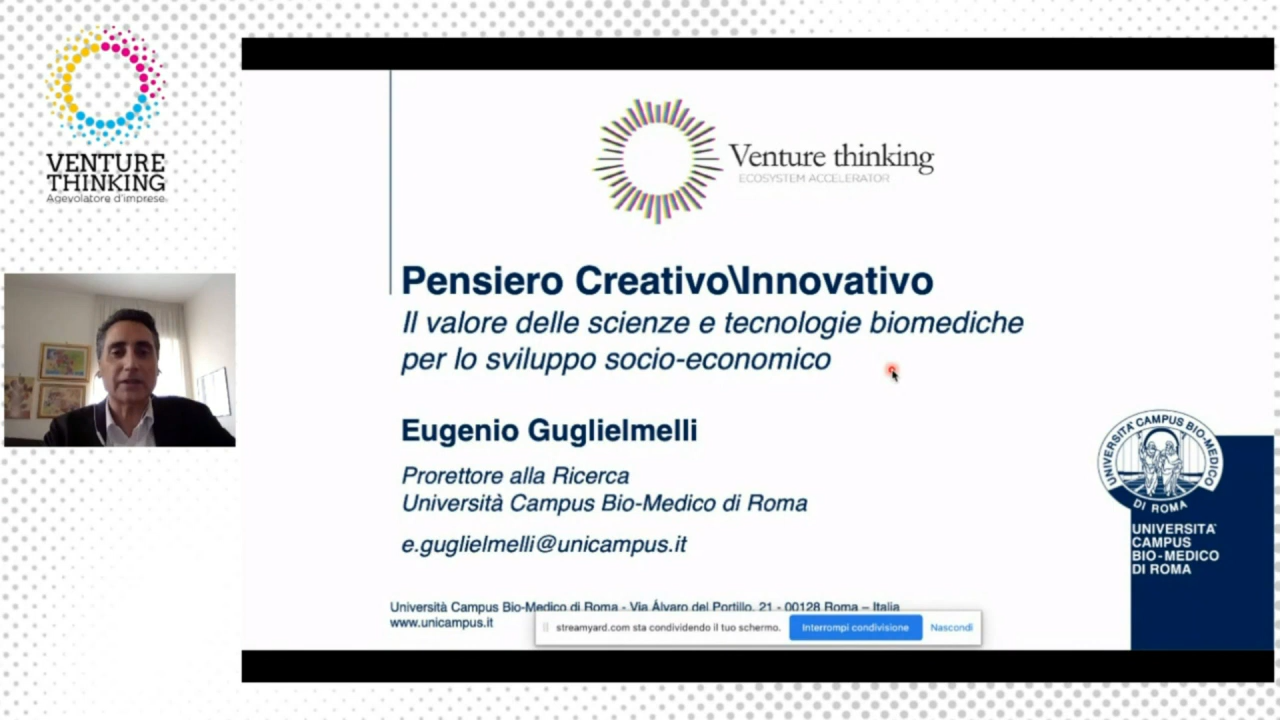 VENTURE
THINKING
Agevolatore d'imprese
Venture thinking
ECOSYSTEM ACCELERATOR
Pensiero Creativo\Innovativo
Il valore delle scienze e tecnologie biomediche
per lo sviluppo socio-economico
Eugenio Guglielmelli
Prorettore alla Ricerca
Università Campus Bio-Medico di Roma
e.guglielmelli@unicampus.it
UNIVERSITÀ CAMPUS BIO-MEDICO
DI ROMA
UNIVERSITA'
CAMPUS
BIO-MEDICO
DI ROMA
Università Campus Bio-Medico di Roma - Via Álvaro del Portillo, 21 - 00128 Roma – Italia
www.unicampus.it
streamyard.com sta condividendo il tuo schermo.
Interrompi condivisione
Nascondi